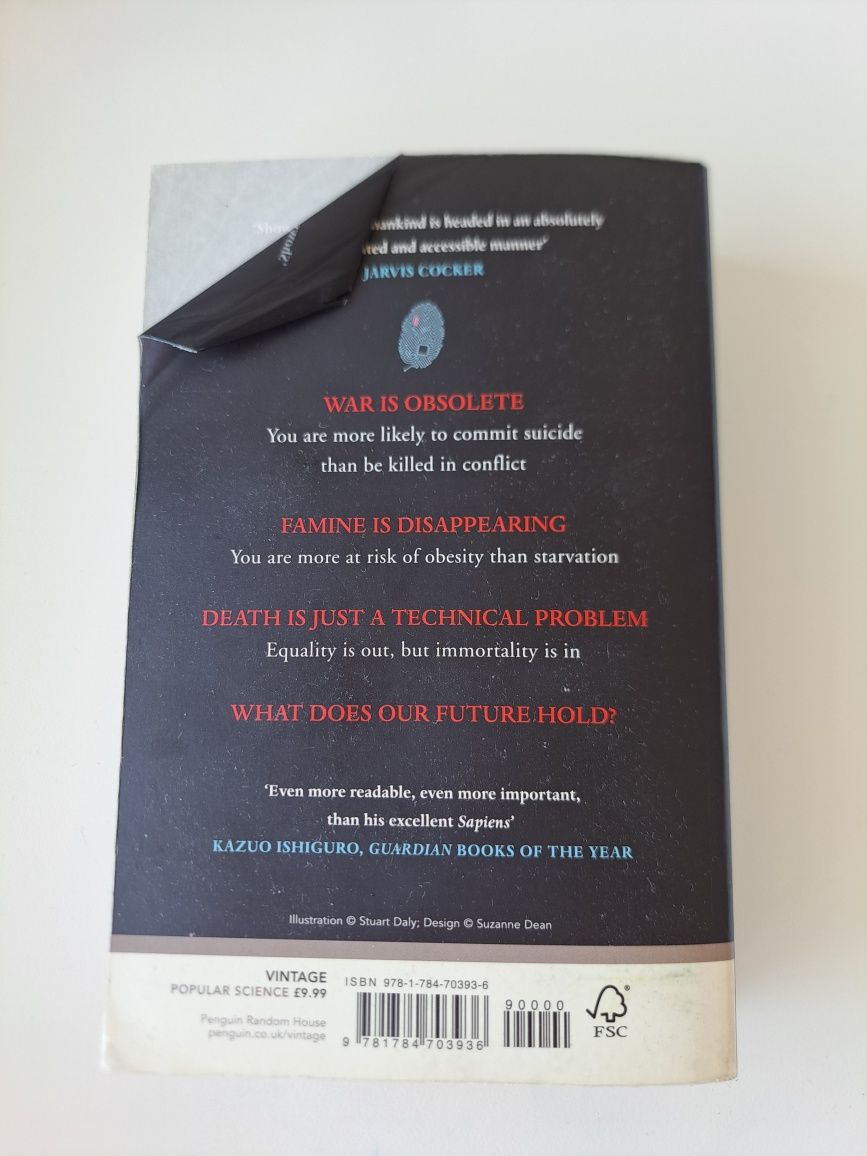 'Show mankind is headed in an absolutely
ted and accessible manner'
JARVIS COCKER
WAR IS OBSOLETE
You are more likely to commit suicide
than be killed in conflict
FAMINE IS DISAPPEARING
You are more at risk of obesity than starvation
DEATH IS JUST A TECHNICAL PROBLEM
Equality is out, but immortality is in
WHAT DOES OUR FUTURE HOLD?
'Even more readable, even more important,
than his excellent Sapiens'
KAZUO ISHIGURO, GUARDIAN BOOKS OF THE YEAR
Illustration © Stuart Daly; Design © Suzanne Dean
VINTAGE
POPULAR SCIENCE £9.99
Penguin Random House
penguin.co.uk/vintage
ISBN 978-1-784-70393-6
90000
9 781784 703936
FSC®